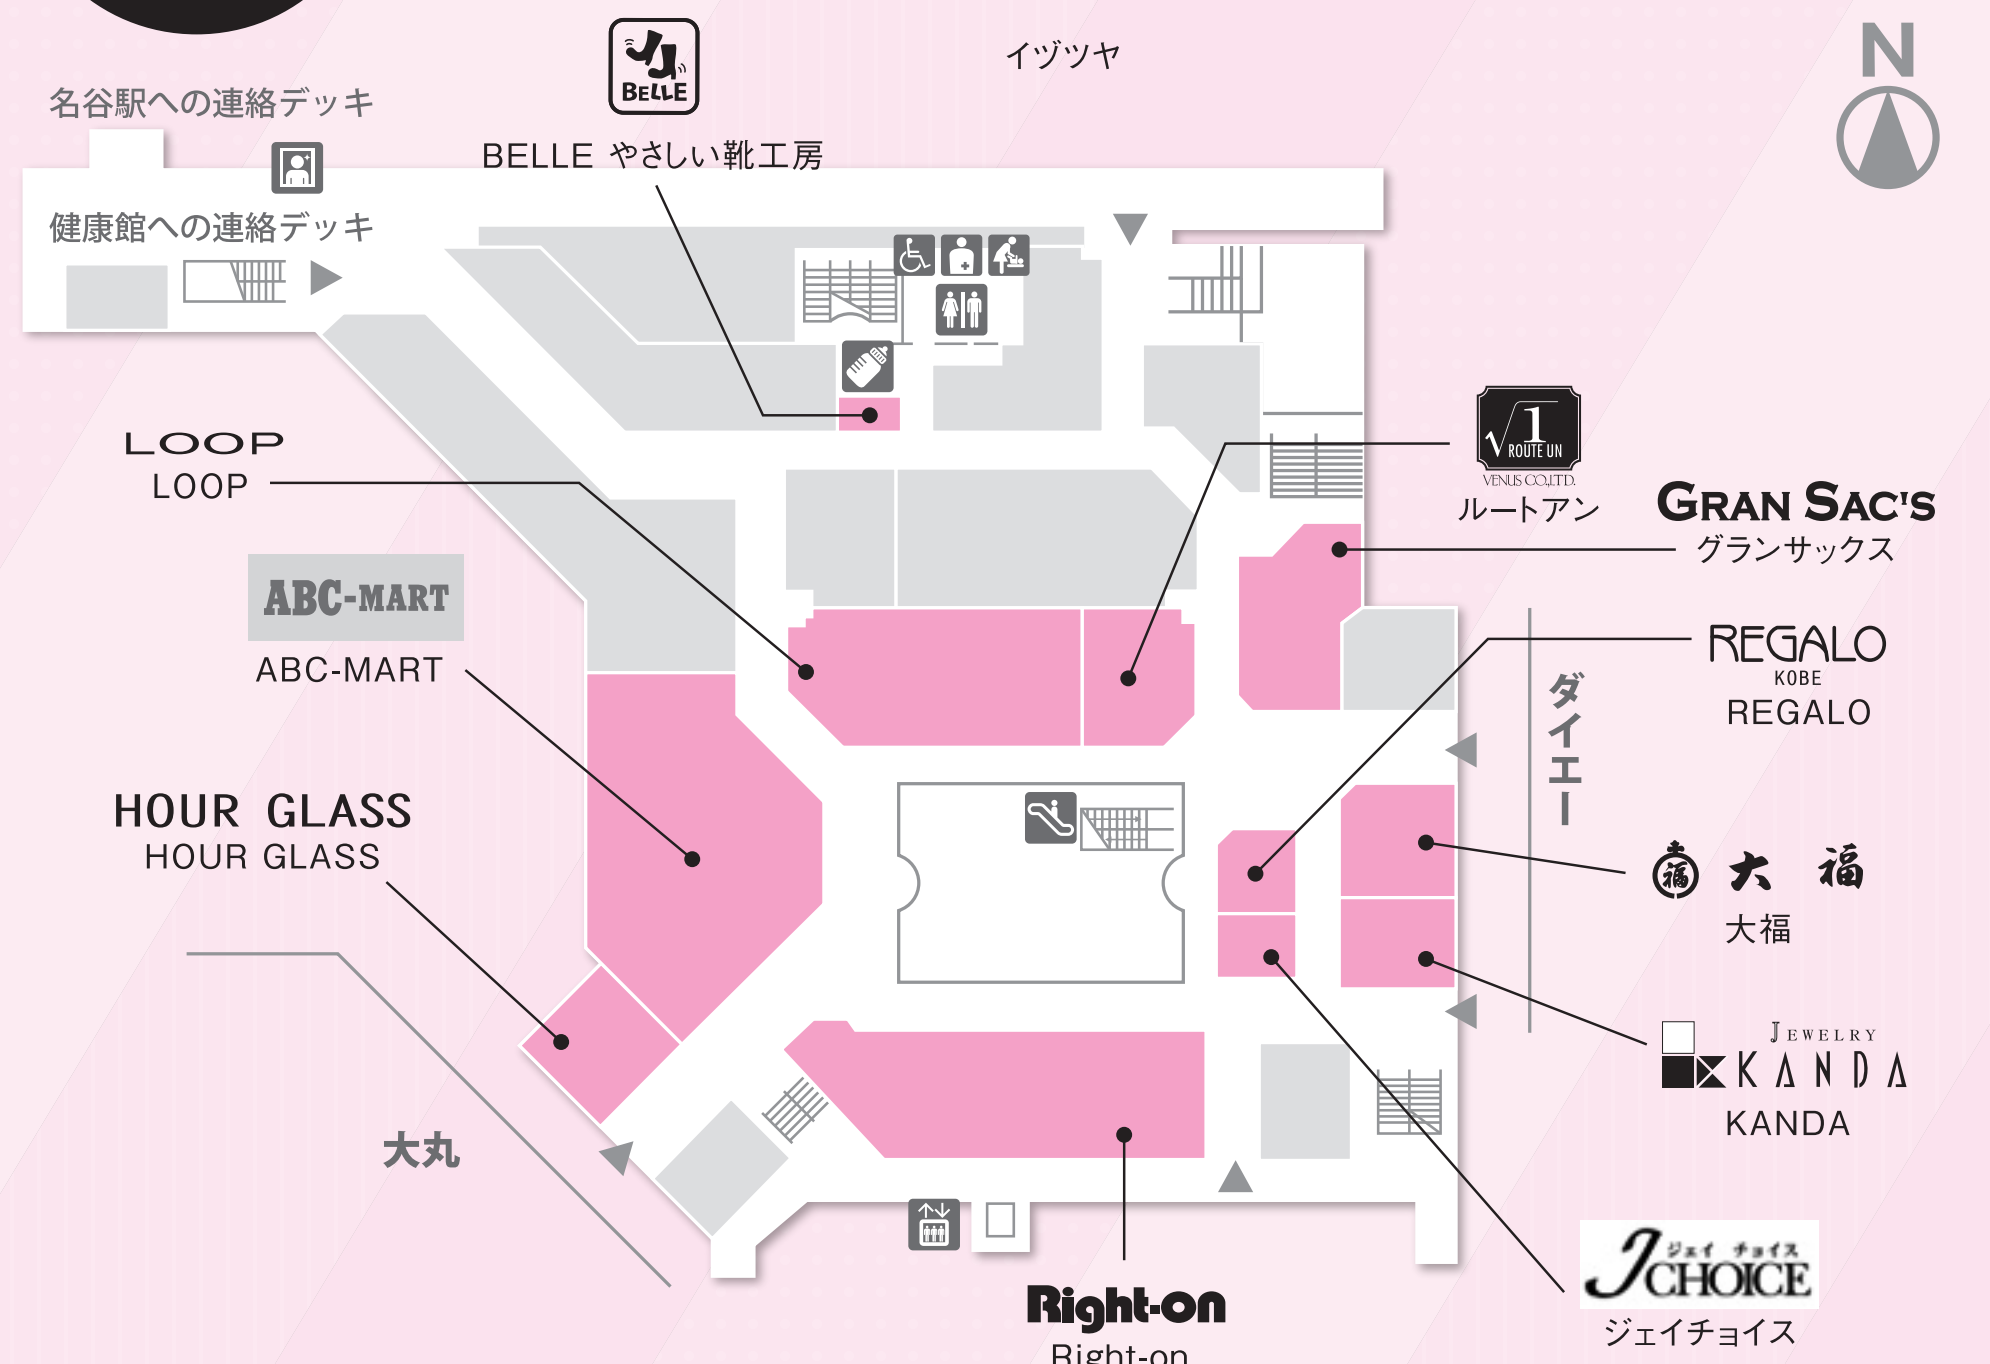 イヅツヤ
N
BELLE
名谷駅への連絡デッキ
BELLE やさしい靴工房
健康館への連絡デッキ
LOOP
LOOP
√1
ROUTE UN
VENUS CO.,LTD.
ルートアン
GRAN SAC'S
グランサックス
ABC-MART
ABC-MART
REGALO
KOBE
REGALO
ダイエー
HOUR GLASS
HOUR GLASS
福
大福
大福
JEWELRY
KANDA
KANDA
大丸
Right-on
Right-on
ジェイ チョイス
J CHOICE
ジェイチョイス